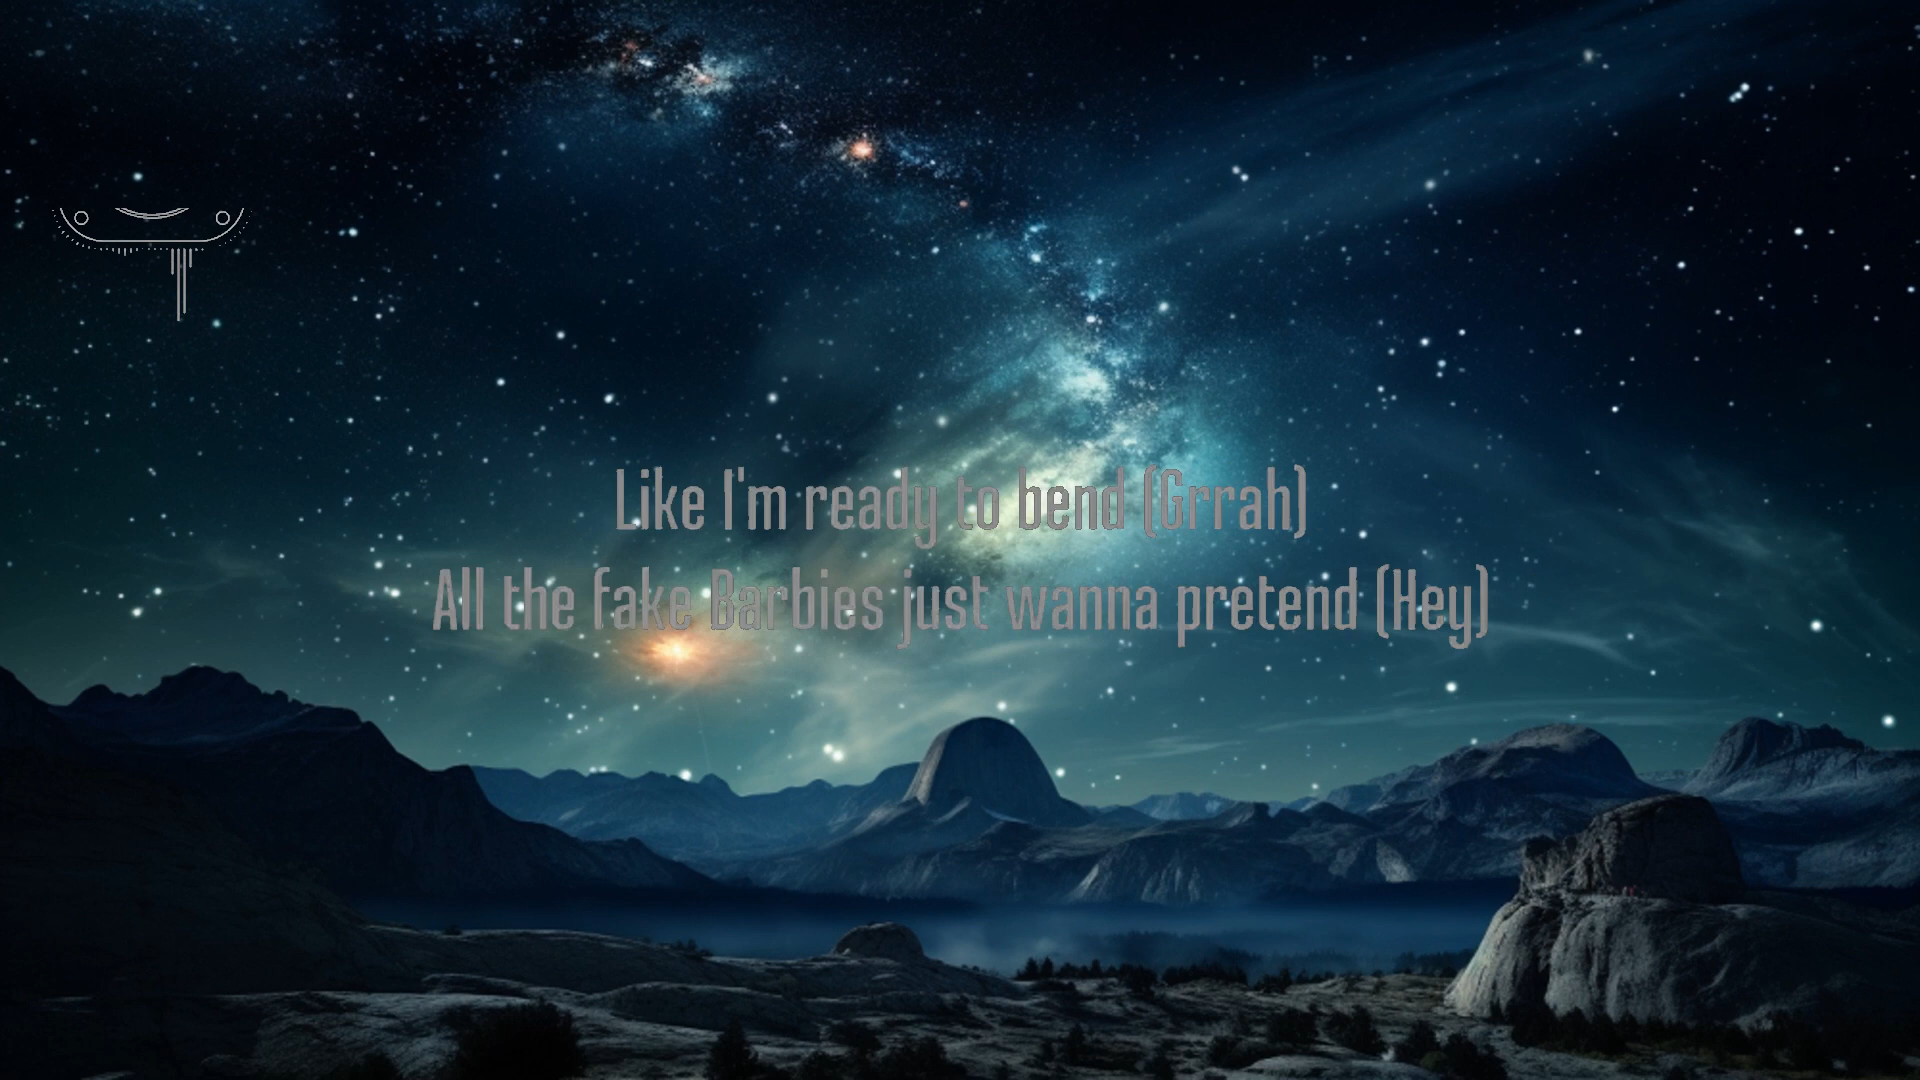 Like I'm ready to bend (Grrah)
All the fake Barbies just wanna pretend (Hey)